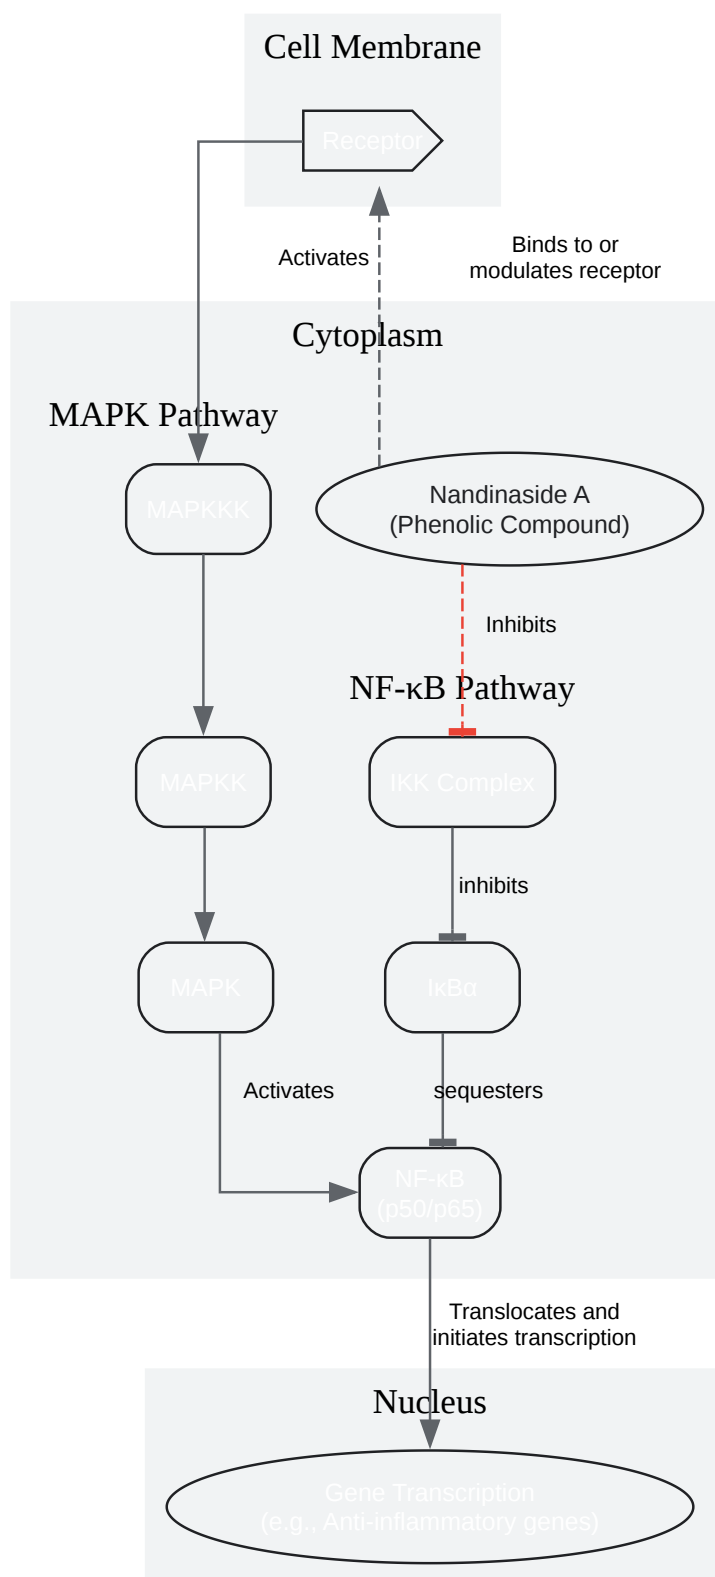 Cell Membrane
Receptor
Activates
Binds to or
modulates receptor
Cytoplasm
MAPK Pathway
MAPKKK
Nandinaside A
(Phenolic Compound)
Inhibits
NF-κB Pathway
MAPKK
IKK Complex
inhibits
MAPK
IκBα
Activates
sequesters
NF-κB
(p50/p65)
Translocates and
initiates transcription
Nucleus
Gene Transcription
(e.g., Anti-inflammatory genes)